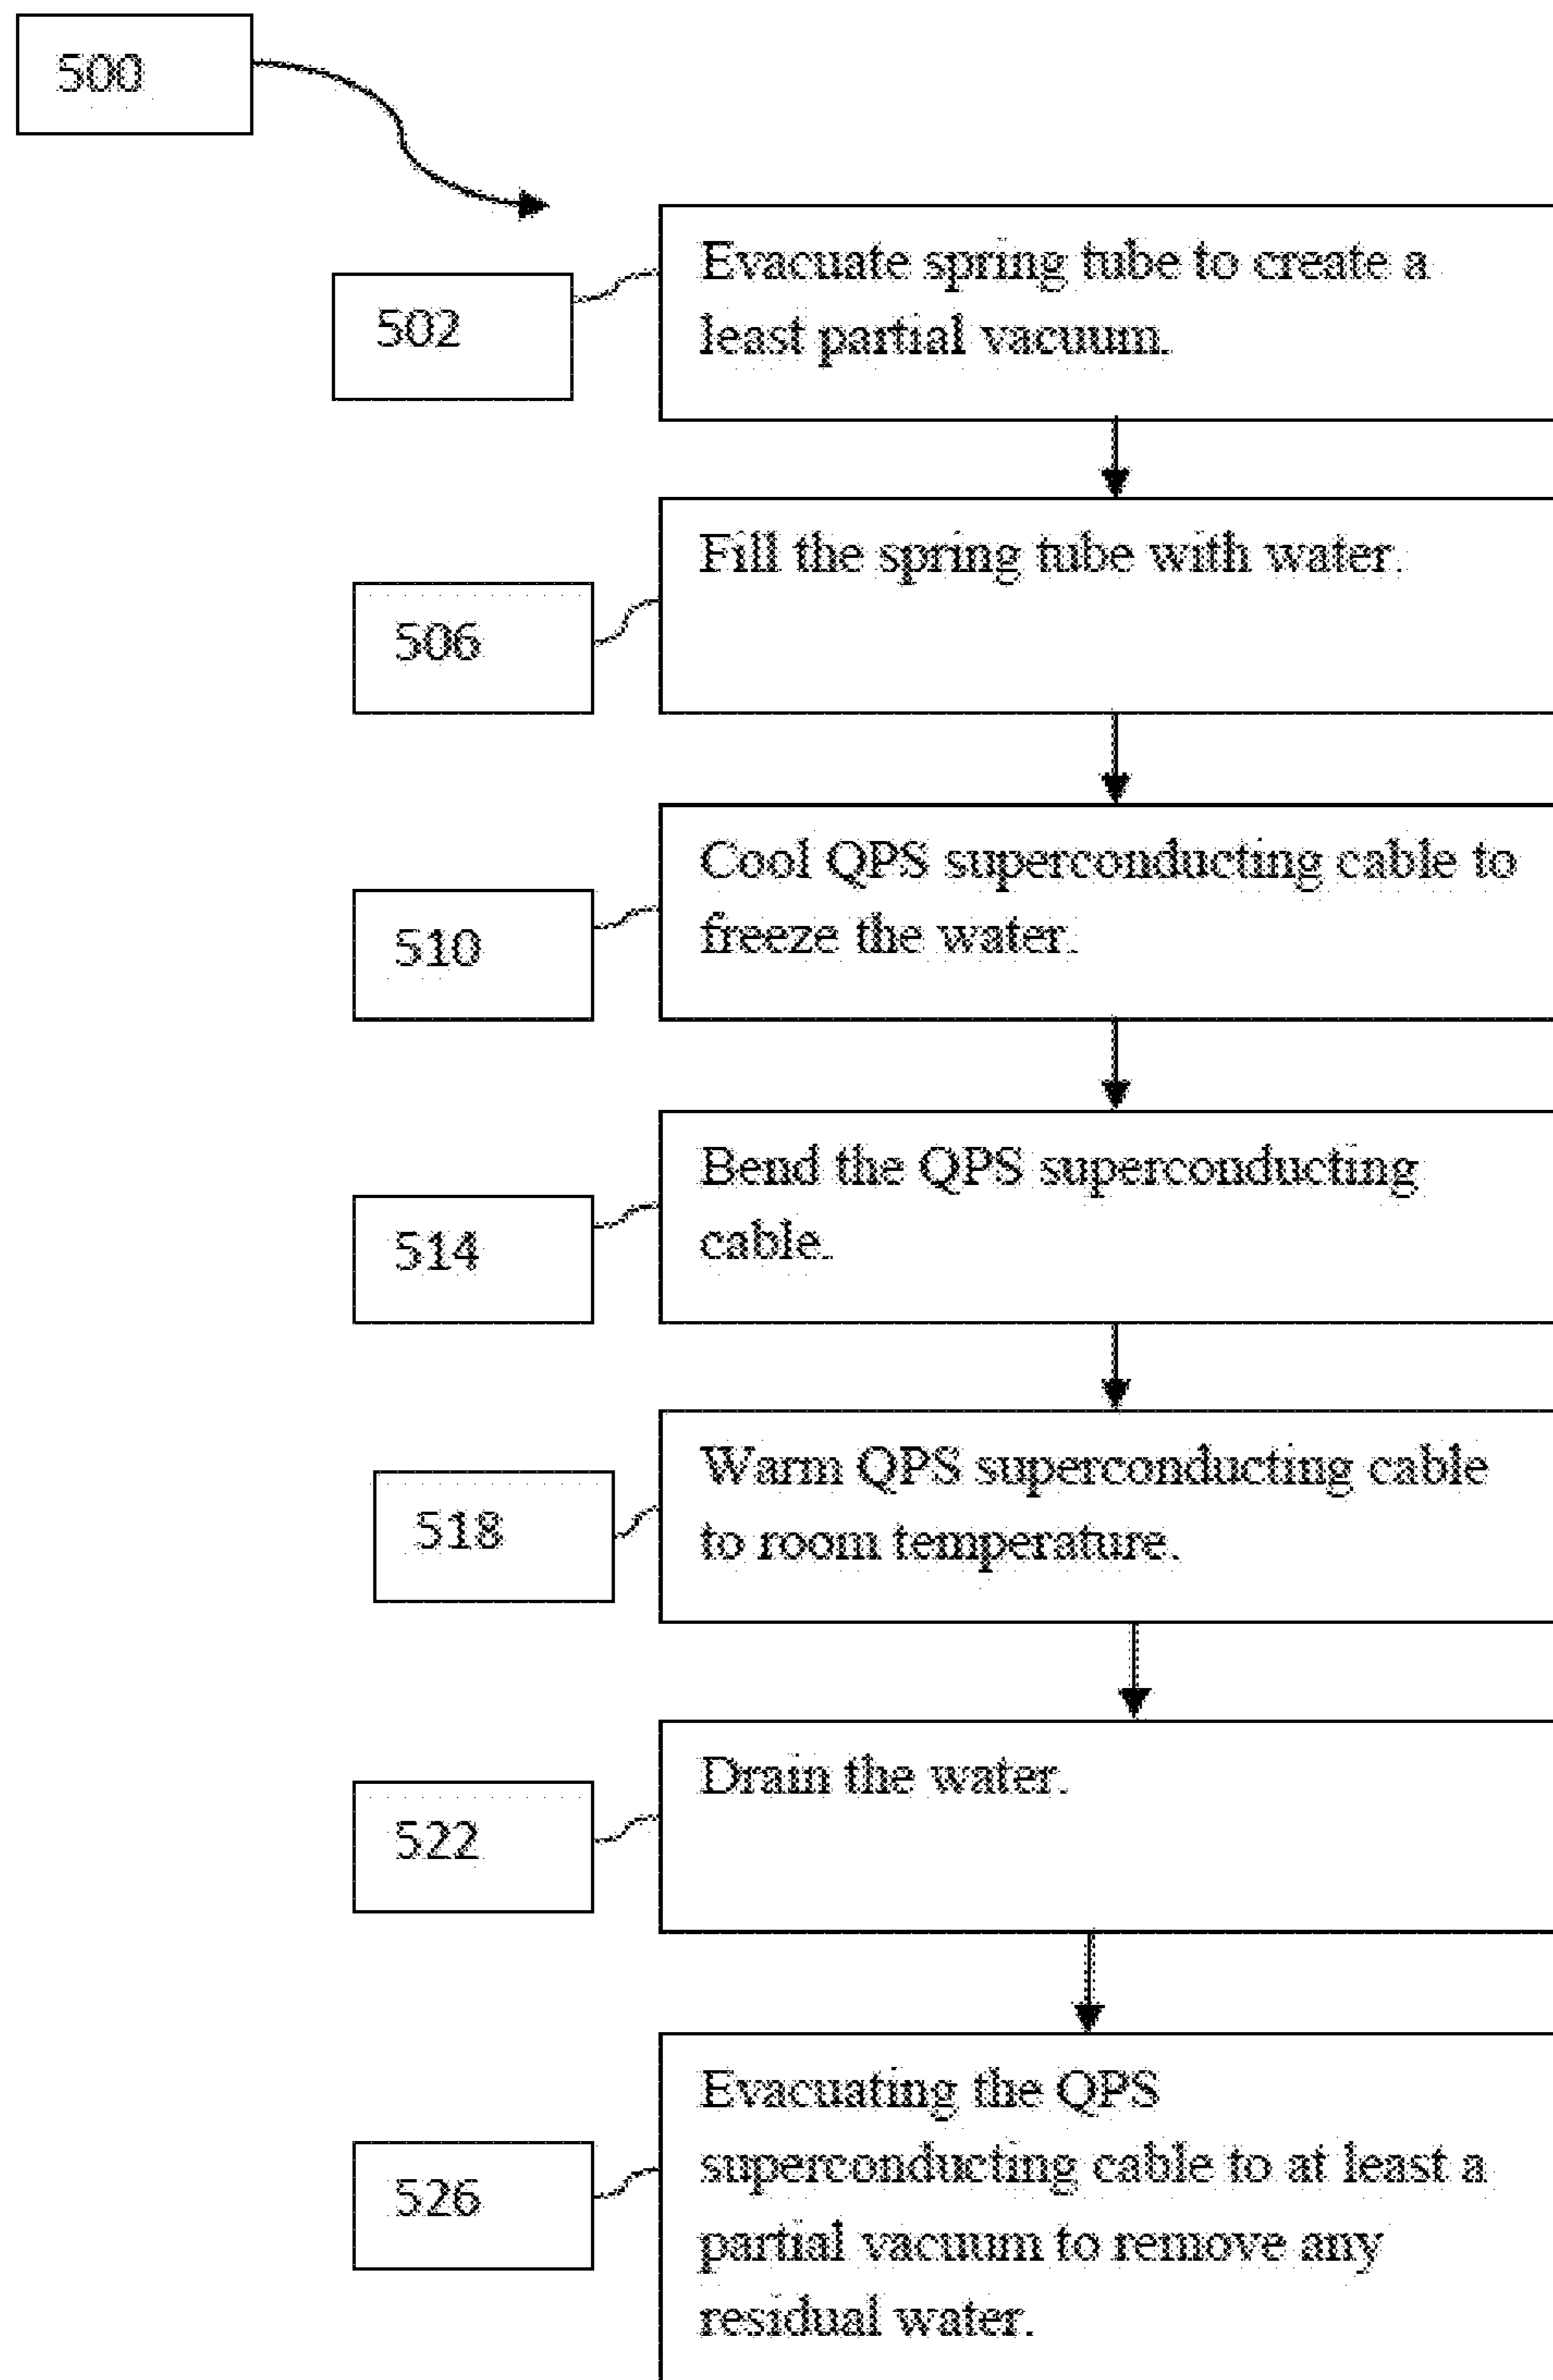 500
502
Evacuate spring tube to create a
least partial vacuum.
506
Fill the spring tube with water.
510
Cool QPS superconducting cable to
freeze the water.
514
Bend the QPS superconducting
cable.
518
Warm QPS superconducting cable
to room temperature.
522
Drain the water.
526
Evacuating the QPS
superconducting cable to at least a
partial vacuum to remove any
residual water.